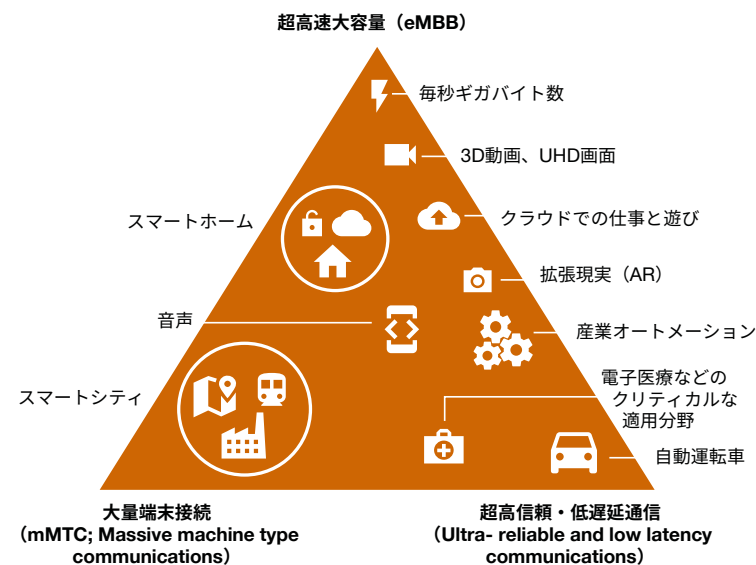 超高速大容量（eMBB）
毎秒ギガバイト数
3D動画、UHD画面
スマートホーム
クラウドでの仕事と遊び
拡張現実（AR）
音声
産業オートメーション
電子医療などの
クリティカルな
適用分野
スマートシティ
自動運転車
大量端末接続
（mMTC; Massive machine type
communications）
超高信頼・低遅延通信
（Ultra- reliable and low latency
communications）